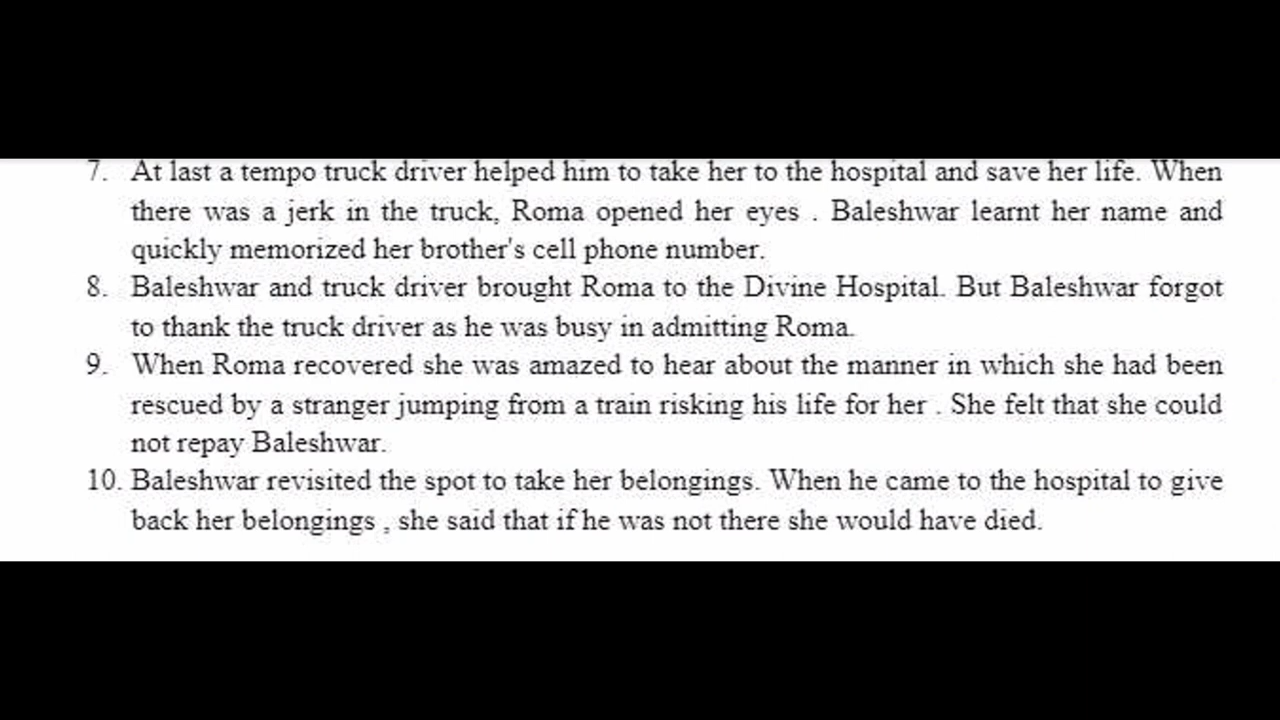 7. At last a tempo truck driver helped him to take her to the hospital and save her life. When
there was a jerk in the truck, Roma opened her eyes . Baleshwar learnt her name and
quickly memorized her brother's cell phone number.
8. Baleshwar and truck driver brought Roma to the Divine Hospital. But Baleshwar forgot
to thank the truck driver as he was busy in admitting Roma.
9. When Roma recovered she was amazed to hear about the manner in which she had been
rescued by a stranger jumping from a train risking his life for her . She felt that she could
not repay Baleshwar.
10. Baleshwar revisited the spot to take her belongings. When he came to the hospital to give
back her belongings , she said that if he was not there she would have died.